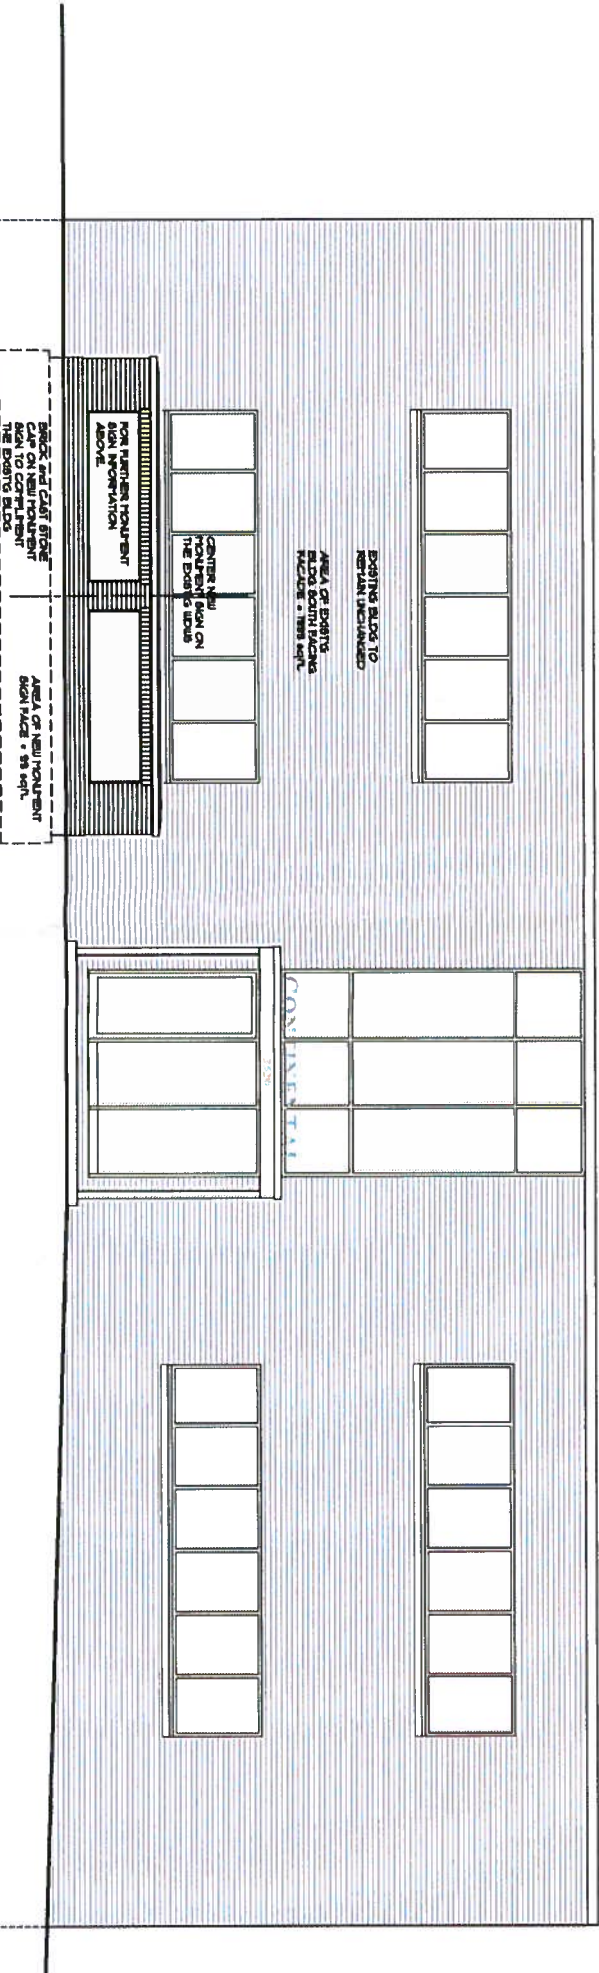 EXISTING BLDG TO
REMAIN UNCHANGED
AREA OF EXIST'G
BLDG SOUTH FACING
FACADE =
CENTER NEW
MONUMENT SIGN ON
THE EXIST'G WDWS
CONTINENTAL
FOR FURTHER MONUMENT
SIGN INFORMATION
ABOVE.
BRICK and CAST STONE
CAP ON NEW MONUMENT
SIGN TO COMPLIMENT
THE EXIST'G BLDG
AREA OF NEW MONUMENT
SIGN FACE =